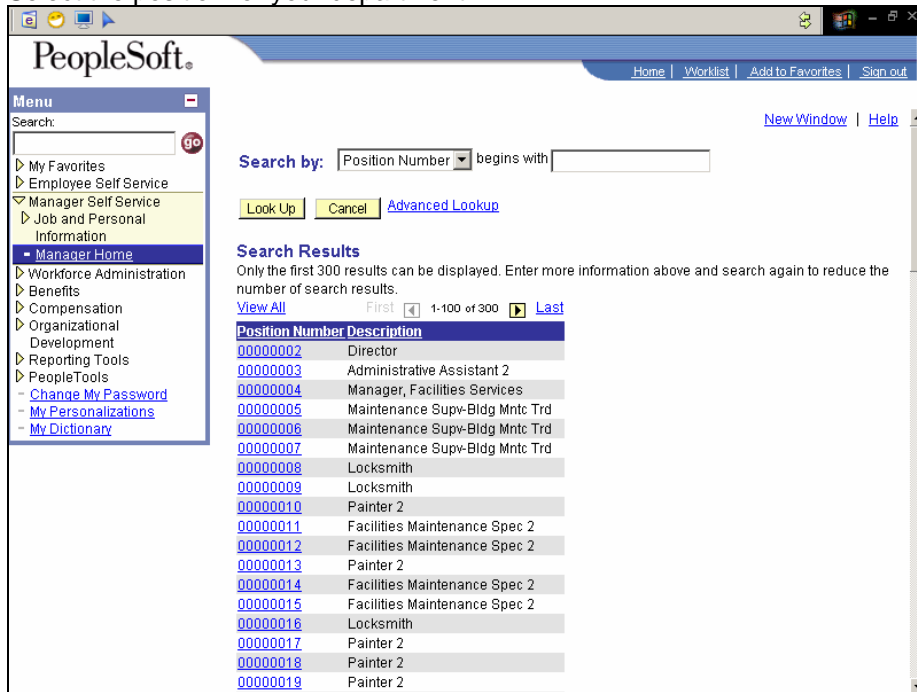 PeopleSoft®
Home | Worklist | Add to Favorites | Sign out
Menu
Search:
go
My Favorites
Employee Self Service
Manager Self Service
Job and Personal
Information
Manager Home
Workforce Administration
Benefits
Compensation
Organizational
Development
Reporting Tools
PeopleTools
Change My Password
My Personalizations
My Dictionary
New Window | Help
Search by: Position Number begins with
Look Up Cancel Advanced Lookup
Search Results
Only the first 300 results can be displayed. Enter more information above and search again to reduce the
number of search results.
View All First 1-100 of 300 Last
Position Number Description
00000002 Director
00000003 Administrative Assistant 2
00000004 Manager, Facilities Services
00000005 Maintenance Supv-Bldg Mntc Trd
00000006 Maintenance Supv-Bldg Mntc Trd
00000007 Maintenance Supv-Bldg Mntc Trd
00000008 Locksmith
00000009 Locksmith
00000010 Painter 2
00000011 Facilities Maintenance Spec 2
00000012 Facilities Maintenance Spec 2
00000013 Painter 2
00000014 Facilities Maintenance Spec 2
00000015 Facilities Maintenance Spec 2
00000016 Locksmith
00000017 Painter 2
00000018 Painter 2
00000019 Painter 2